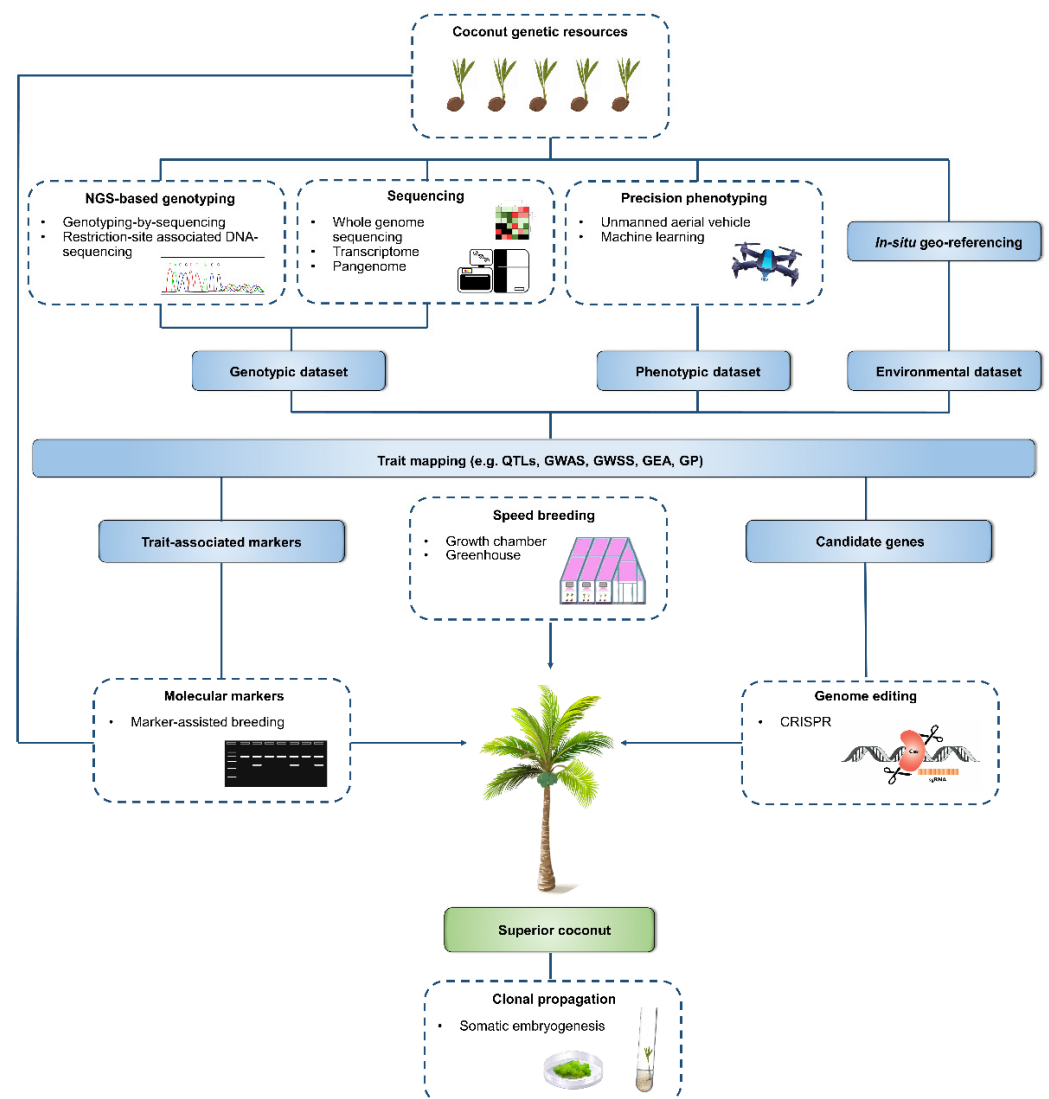 Coconut genetic resources
NGS-based genotyping
• Genotyping-by-sequencing
• Restriction-site associated DNA-
sequencing
Sequencing
• Whole genome
sequencing
• Transcriptome
• Pangenome
Precision phenotyping
• Unmanned aerial vehicle
• Machine learning
In-situ geo-referencing
Genotypic dataset
Phenotypic dataset
Environmental dataset
Trait mapping (e.g. QTLs, GWAS, GWSS, GEA, GP)
Trait-associated markers
Speed breeding
• Growth chamber
• Greenhouse
Candidate genes
Molecular markers
• Marker-assisted breeding
Genome editing
• CRISPR
Cas
sgRNA
Superior coconut
Clonal propagation
• Somatic embryogenesis